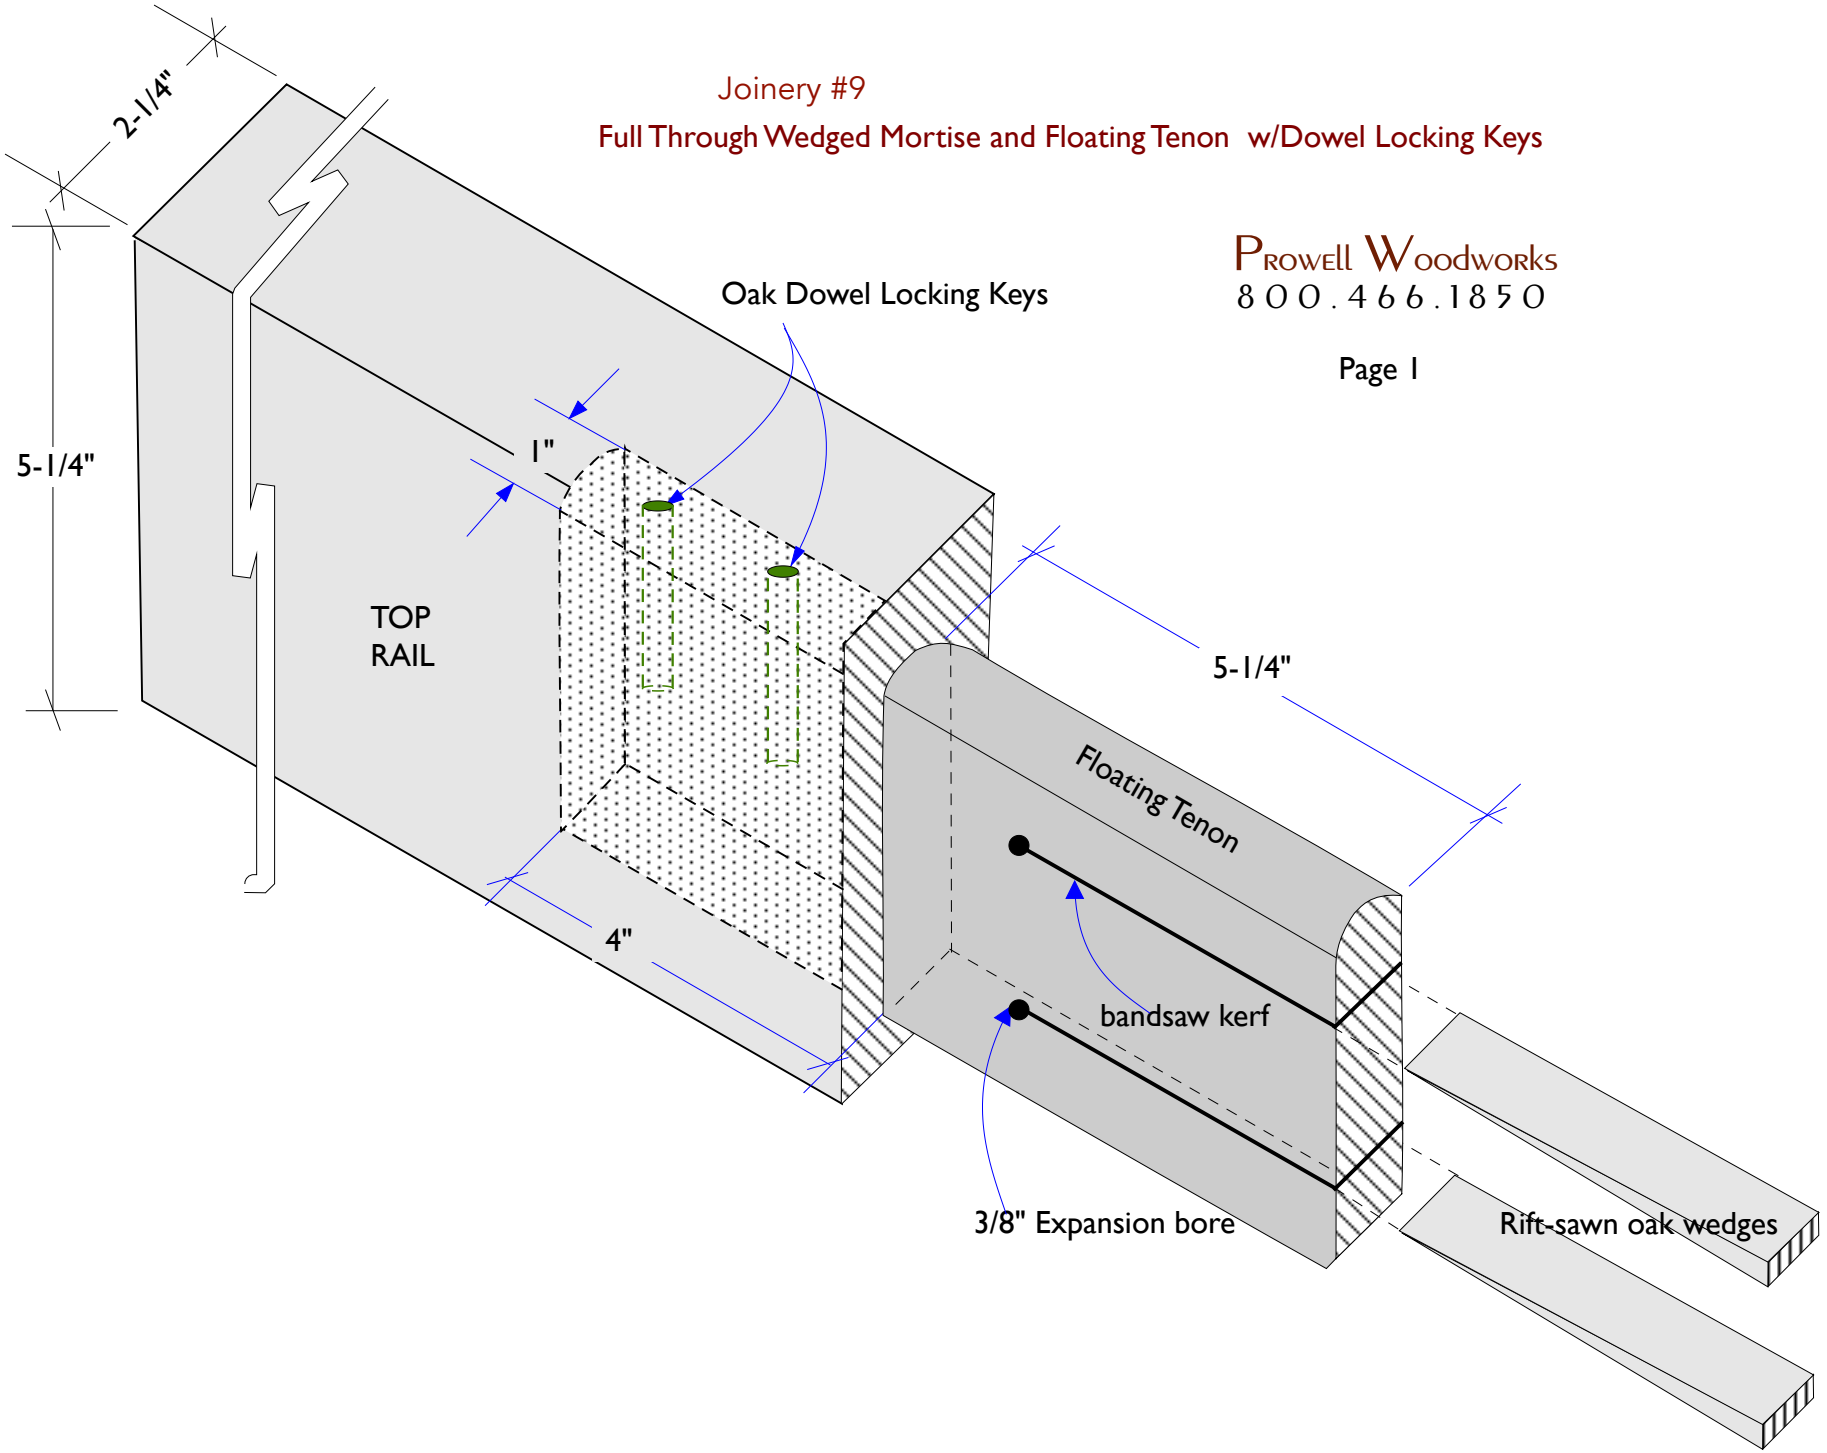 Joinery #9
Full Through Wedged Mortise and Floating Tenon w/Dowel Locking Keys
Prowell Woodworks
800.466.1850
Page 1
2-1/4"
5-1/4"
Oak Dowel Locking Keys
1"
TOP
RAIL
5-1/4"
Floating Tenon
4"
bandsaw kerf
3/8" Expansion bore
Rift-sawn oak wedges